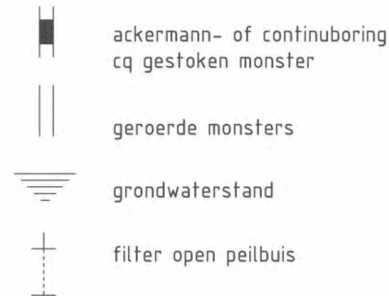 ackermann- of continuboring
cq gestoken monster
geroerde monsters
grondwaterstand
filter open peilbuis